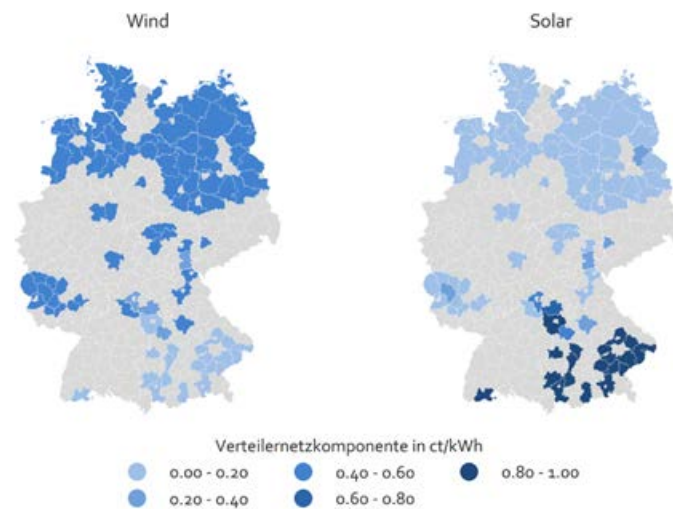 Wind
Solar
Verteilernetzkomponente in ct/kWh
0.00 - 0.20
0.40 - 0.60
0.80 - 1.00
0.20 - 0.40
0.60 - 0.80